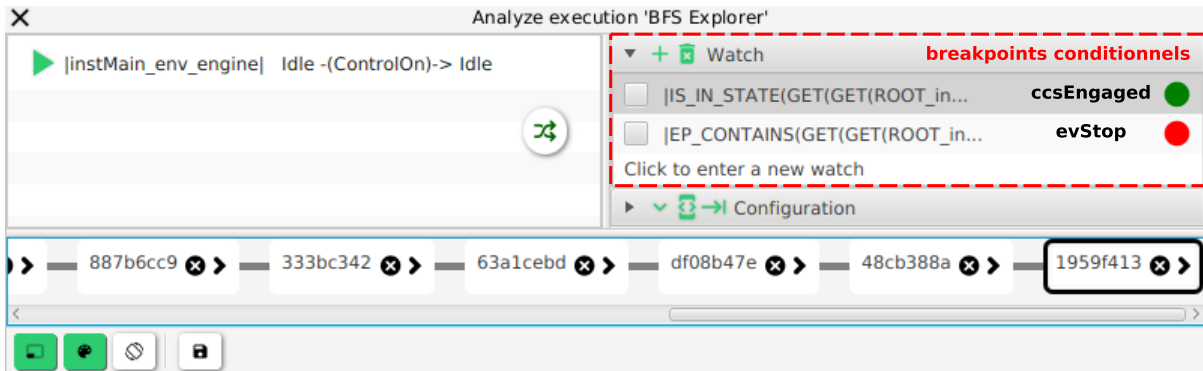 Analyze execution 'BFS Explorer'
|instMain_env_engine| Idle -(ControlOn)-> Idle
Watch breakpoints conditionnels
|IS_IN_STATE(GET(GET(ROOT_in... ccsEngaged
|EP_CONTAINS(GET(GET(ROOT_in... evStop
Click to enter a new watch
Configuration
887b6cc9 333bc342 63a1cebd df08b47e 48cb388a 1959f413